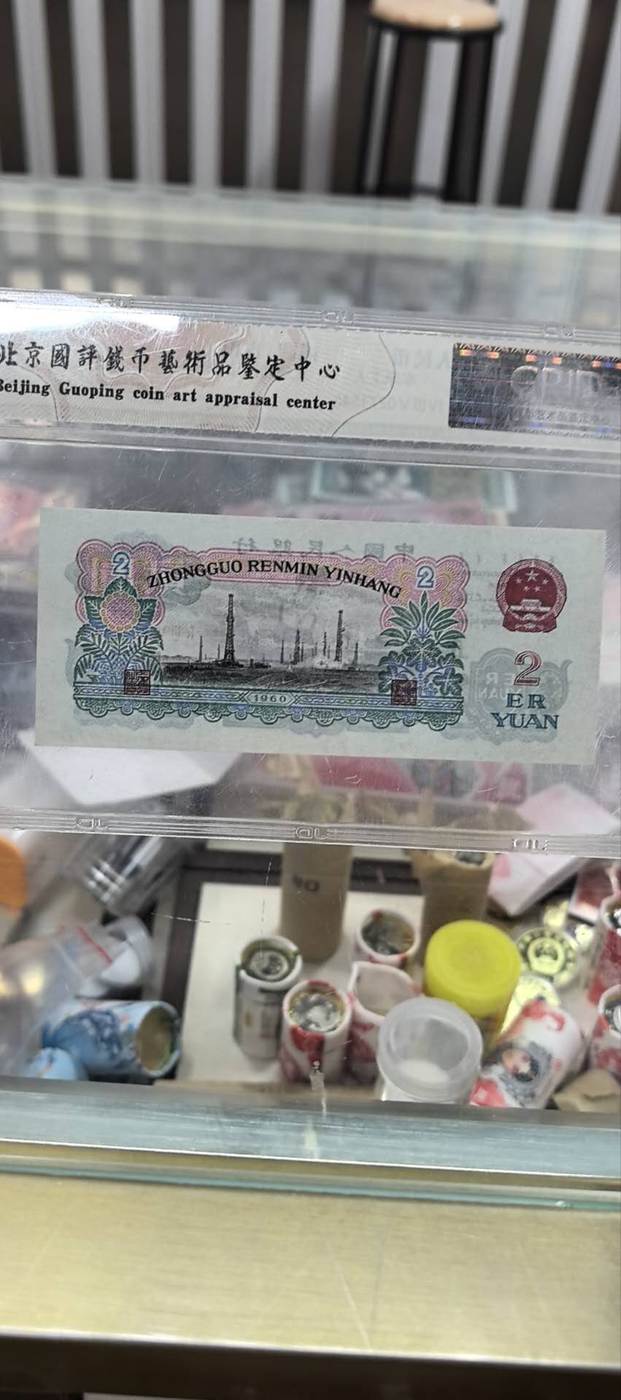 北京國評錢币藝術品鑒定中心
Beijing Guoping coin art appraisal center
ZHONGGUO RENMIN YINHANG
2
2
1960
2
ER
YUAN